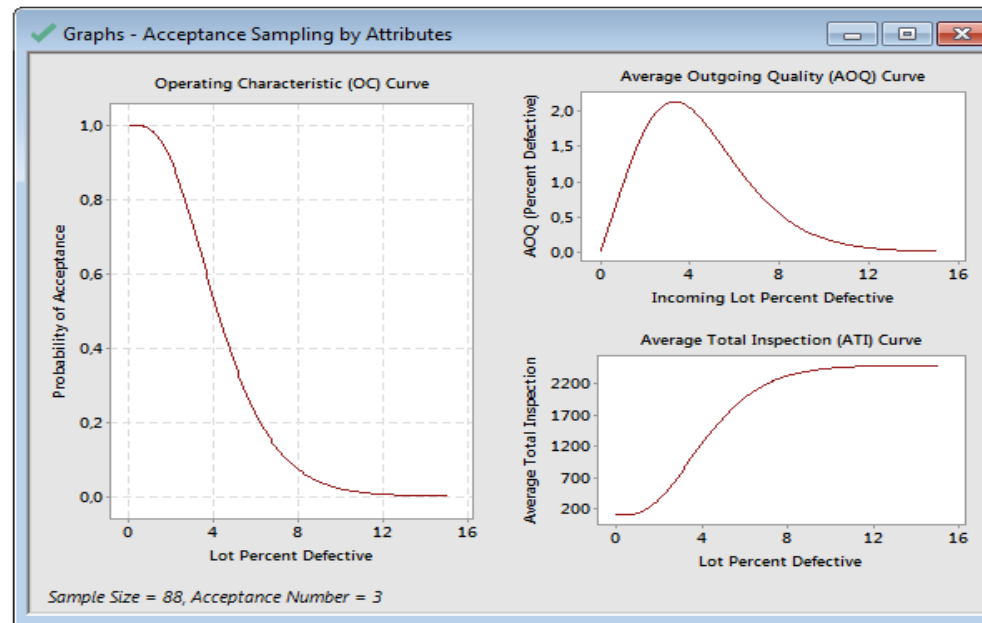 Graphs - Acceptance Sampling by Attributes
Operating Characteristic (OC) Curve
Probability of Acceptance
1,0
0,8
0,6
0,4
0,2
0,0
0 4 8 12 16
Lot Percent Defective
Average Outgoing Quality (AOQ) Curve
AOQ (Percent Defective)
2,0
1,5
1,0
0,5
0,0
0 4 8 12 16
Incoming Lot Percent Defective
Average Total Inspection (ATI) Curve
Average Total Inspection
2200
1700
1200
700
200
0 4 8 12 16
Lot Percent Defective
Sample Size = 88, Acceptance Number = 3